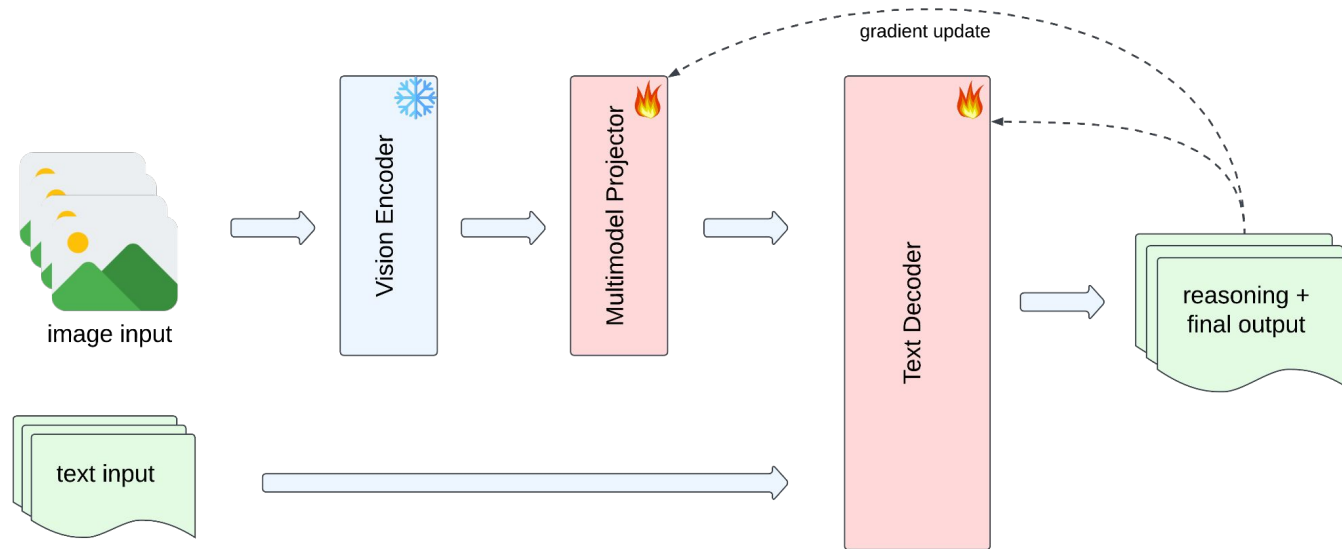 gradient update
Vision Encoder
Multimodel Projector
Text Decoder
image input
reasoning +
final output
text input